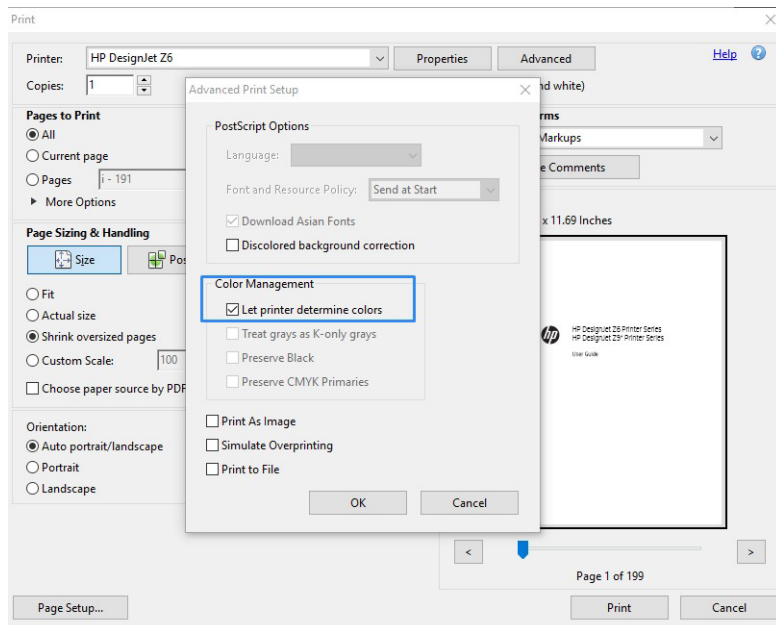 Print
Printer: HP DesignJet Z6 Properties Advanced Help ?
Copies: 1 nd white)
Pages to Print
All
Current page
Pages i - 191
More Options
Page Sizing & Handling
Size Pos
Fit
Actual size
Shrink oversized pages
Custom Scale: 100
Choose paper source by PDF
Orientation:
Auto portrait/landscape
Portrait
Landscape
Page Setup...
Advanced Print Setup
PostScript Options
Language:
Font and Resource Policy: Send at Start
Download Asian Fonts
Discolored background correction
Color Management
Let printer determine colors
Treat grays as K-only grays
Preserve Black
Preserve CMYK Primaries
Print As Image
Simulate Overprinting
Print to File
OK Cancel
rms
Markups
e Comments
x 11.69 Inches
hp
HP DesignJet Z6 Printer Series
HP DesignJet Z9+ Printer Series
User Guide
< >
Page 1 of 199
Print Cancel